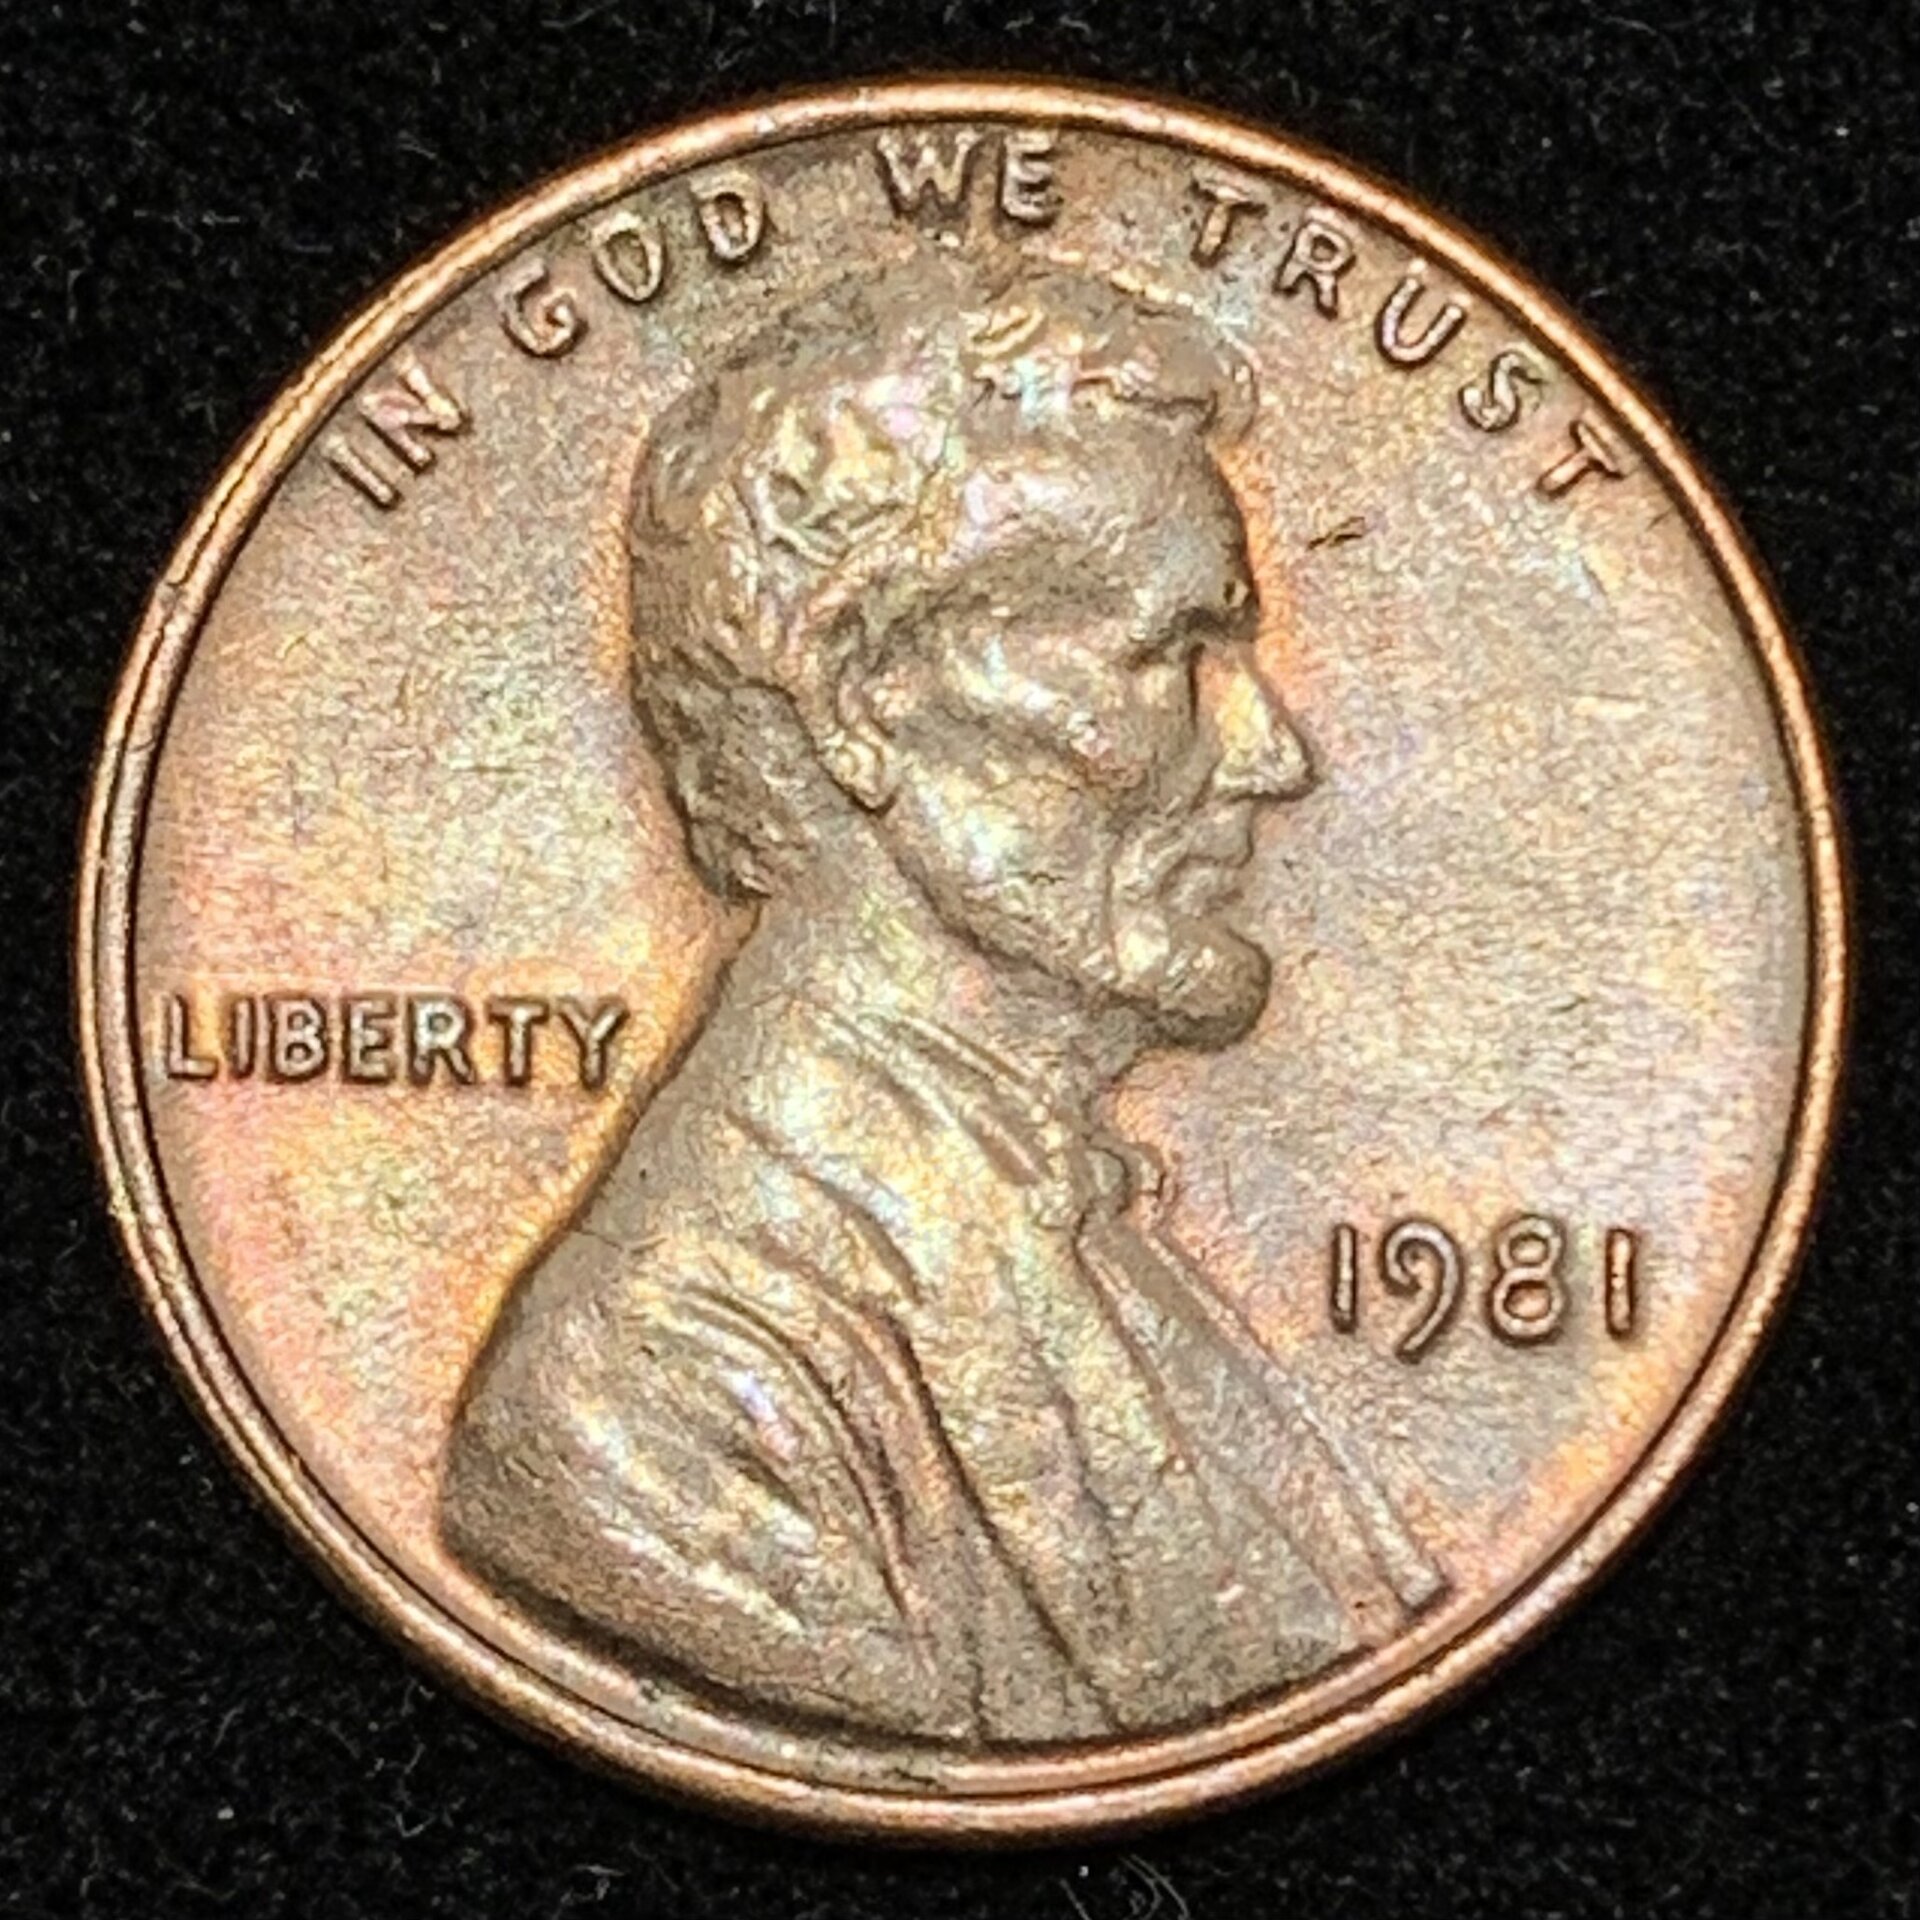 IN GOD WE TRUST
LIBERTY
1981